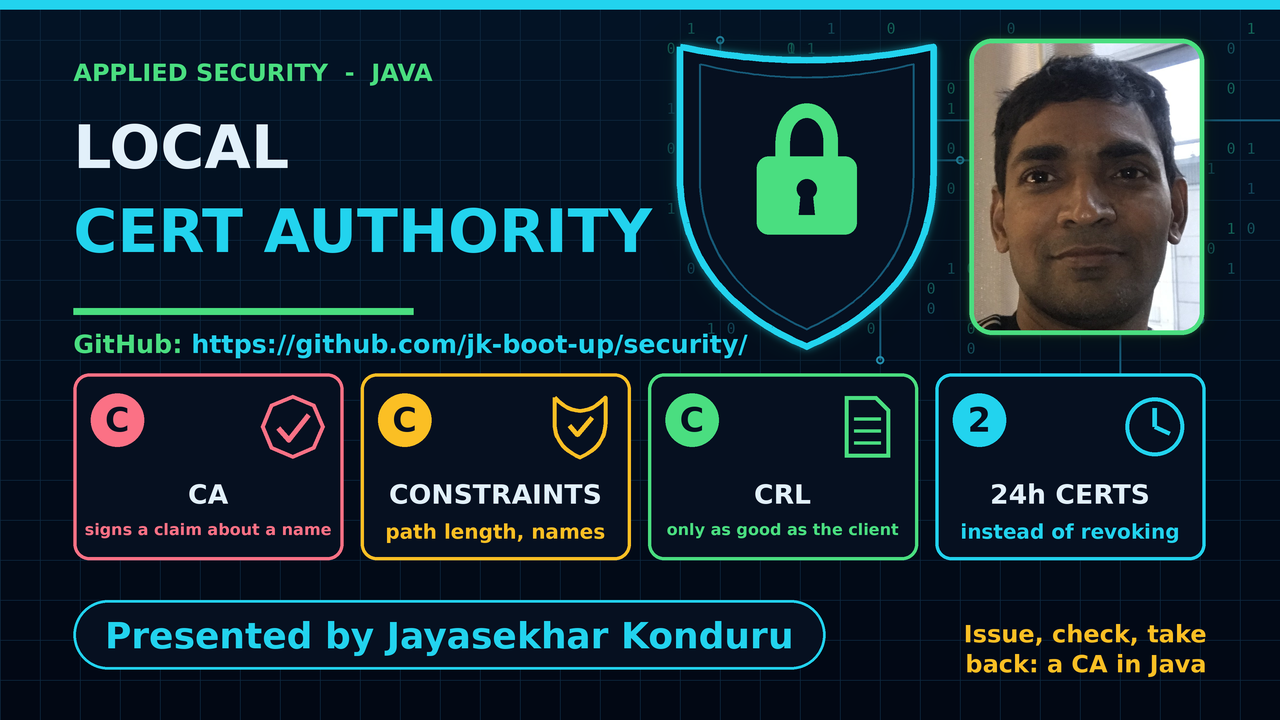 APPLIED SECURITY - JAVA
LOCAL
CERT AUTHORITY
GitHub: https://github.com/jk-boot-up/security/
C
CA
signs a claim about a name
C
CONSTRAINTS
path length, names
C
CRL
only as good as the client
2
24h CERTS
instead of revoking
Presented by Jayasekhar Konduru
Issue, check, take
back: a CA in Java